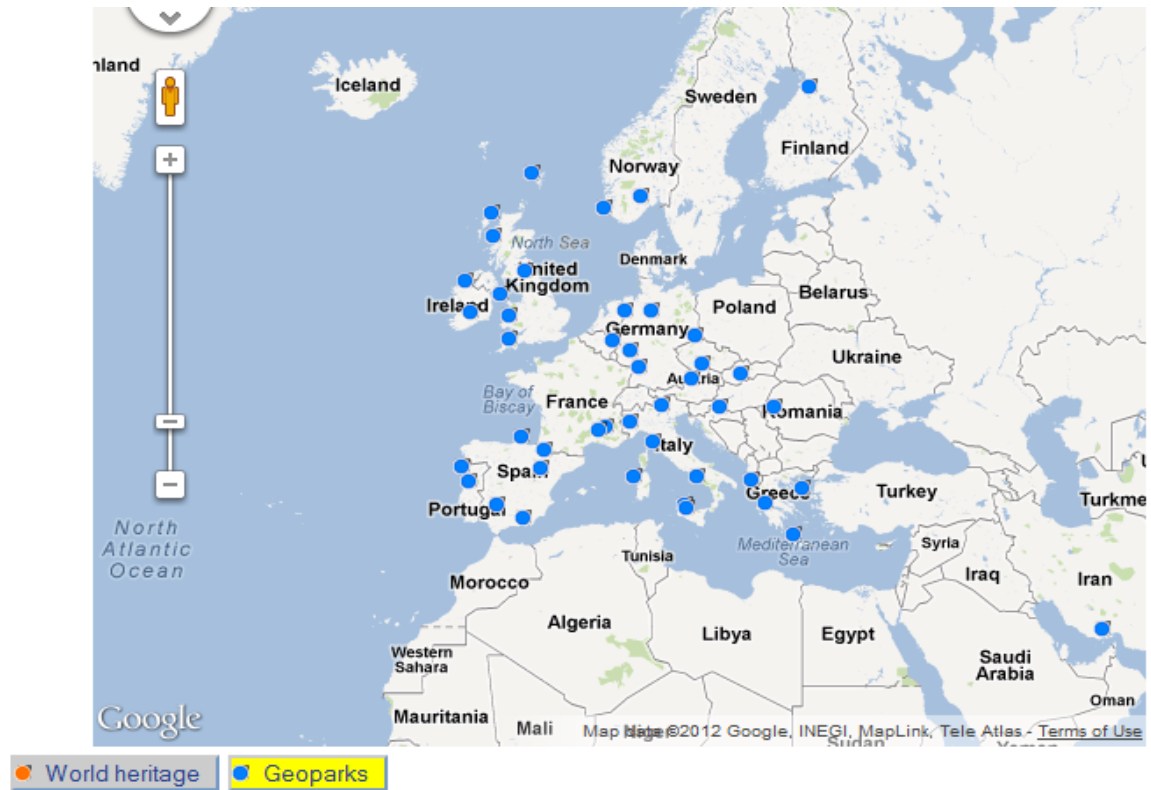 nland
Iceland
Sweden
Finland
Norway
North Sea
Denmark
United
Kingdom
Ireland
Belarus
Poland
Germany
Ukraine
Austria
Bay of
Biscay
France
Romania
Italy
Spain
Greece
Turkey
Portugal
Turkme
North
Atlantic
Ocean
Mediterranean
Sea
Syria
Tunisia
Iraq
Iran
Morocco
Algeria
Libya
Egypt
Western
Sahara
Saudi
Arabia
Oman
Mauritania
Mali
Niger
Google
Map data ©2012 Google, INEGI, MapLink, Tele Atlas - Terms of Use
Sudan
Yemen
World heritage
Geoparks